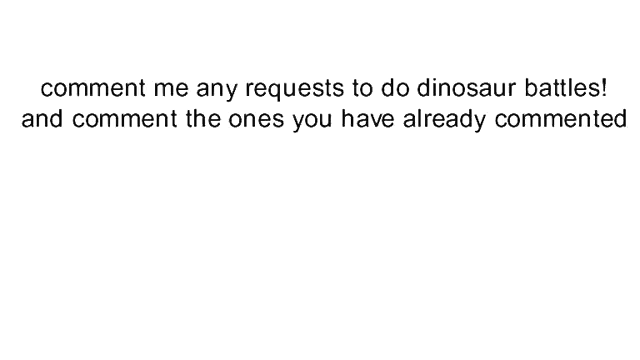 comment me any requests to do dinosaur battles!
and comment the ones you have already commented